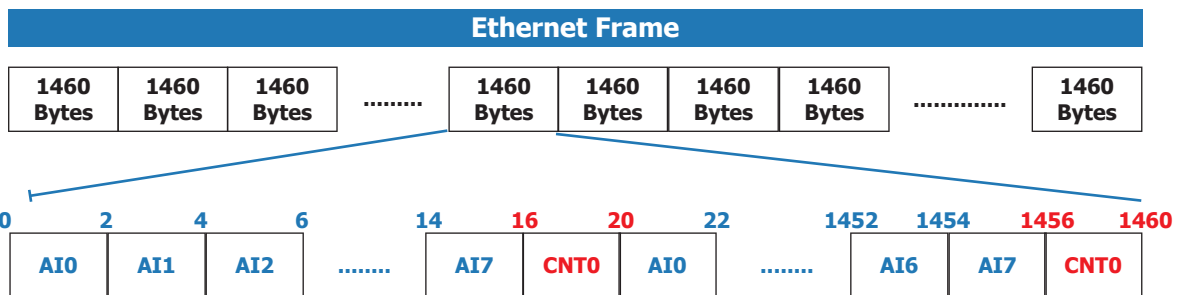 Ethernet Frame
1460 1460 1460 1460 1460 1460 1460 1460
Bytes Bytes Bytes ......... Bytes Bytes Bytes Bytes .............. Bytes
0 2 4 6 14 16 20 22 1452 1454 1456 1460
AI0 AI1 AI2 ........ AI7 CNT0 AI0 ........ AI6 AI7 CNT0